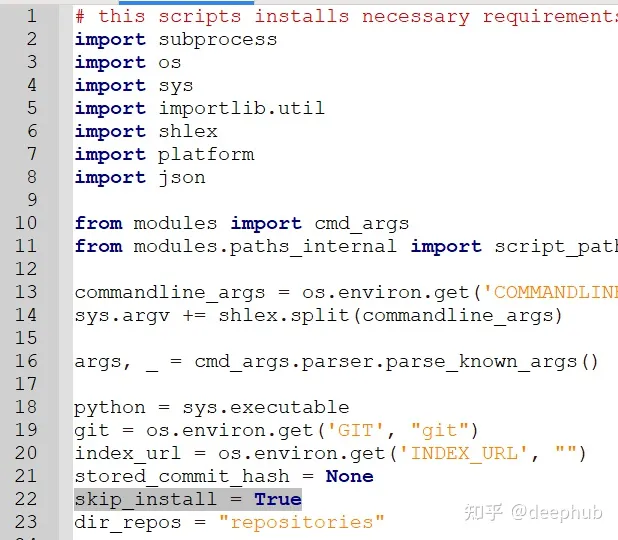 1 # this scripts installs necessary requirements
2 import subprocess
3 import os
4 import sys
5 import importlib.util
6 import shlex
7 import platform
8 import json
9
10 from modules import cmd_args
11 from modules.paths_internal import script_path
12
13 commandline_args = os.environ.get('COMMANDLINE
14 sys.argv += shlex.split(commandline_args)
15
16 args, _ = cmd_args.parser.parse_known_args()
17
18 python = sys.executable
19 git = os.environ.get('GIT', "git")
20 index_url = os.environ.get('INDEX_URL', "")
21 stored_commit_hash = None
22 skip_install = True
23 dir_repos = "repositories"
知乎 @deephub